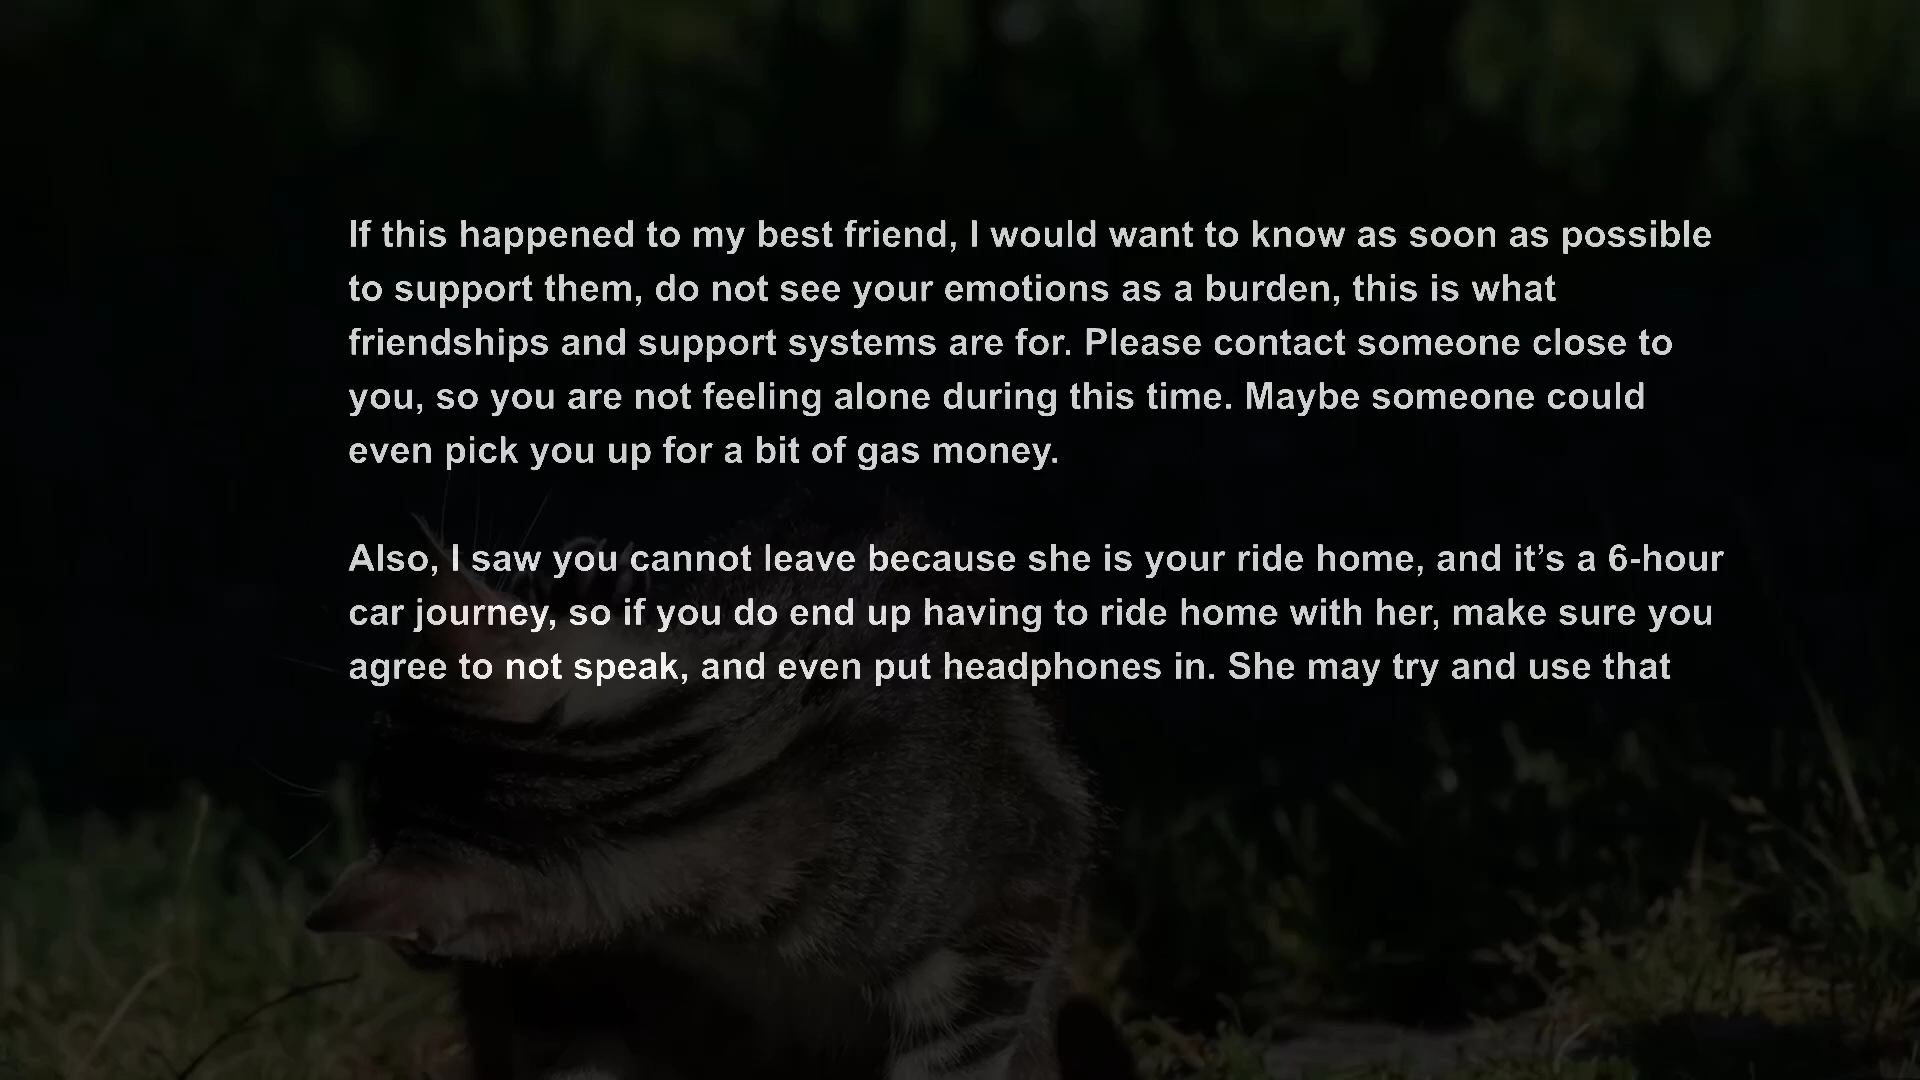 If this happened to my best friend, I would want to know as soon as possible
to support them, do not see your emotions as a burden, this is what
friendships and support systems are for. Please contact someone close to
you, so you are not feeling alone during this time. Maybe someone could
even pick you up for a bit of gas money.
Also, I saw you cannot leave because she is your ride home, and it’s a 6-hour
car journey, so if you do end up having to ride home with her, make sure you
agree to not speak, and even put headphones in. She may try and use that